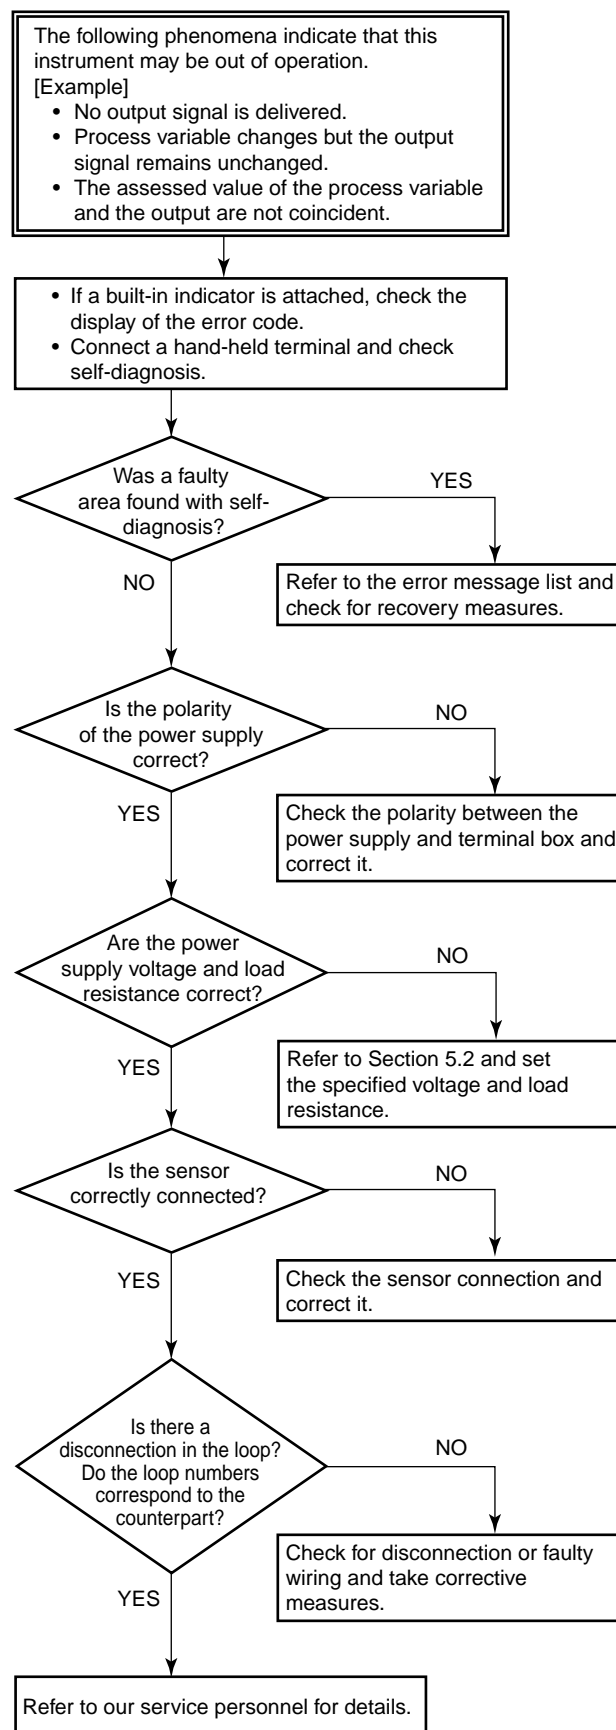 The following phenomena indicate that this
instrument may be out of operation.
[Example]
• No output signal is delivered.
• Process variable changes but the output
signal remains unchanged.
• The assessed value of the process variable
and the output are not coincident.
• If a built-in indicator is attached, check the
display of the error code.
• Connect a hand-held terminal and check
self-diagnosis.
Was a faulty
area found with self-
diagnosis?
YES
NO
Refer to the error message list and
check for recovery measures.
Is the polarity
of the power supply
correct?
NO
YES
Check the polarity between the
power supply and terminal box and
correct it.
Are the power
supply voltage and load
resistance correct?
NO
YES
Refer to Section 5.2 and set
the specified voltage and load
resistance.
Is the sensor
correctly connected?
NO
YES
Check the sensor connection and
correct it.
Is there a
disconnection in the loop?
Do the loop numbers
correspond to the
counterpart?
NO
YES
Check for disconnection or faulty
wiring and take corrective
measures.
Refer to our service personnel for details.